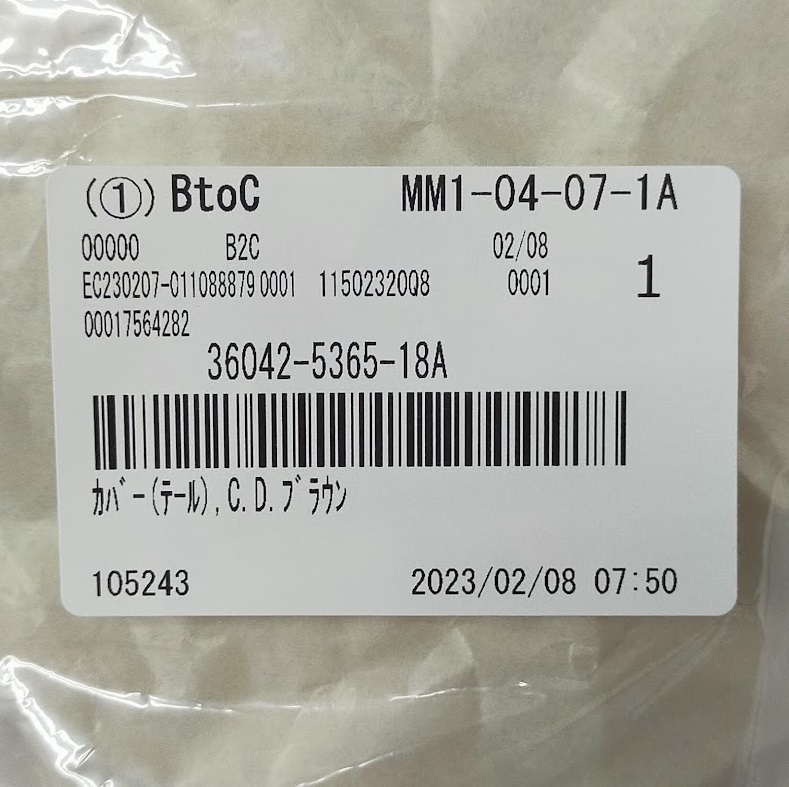 (①) BtoC MM1-04-07-1A
00000 B2C 02/08
EC230207-011088879 0001 11502320Q8 0001 1
00017564282
36042-5365-18A
ｶﾊﾞｰ(ﾃｰﾙ),C.D.ﾌﾞﾗｳﾝ
105243 2023/02/08 07:50